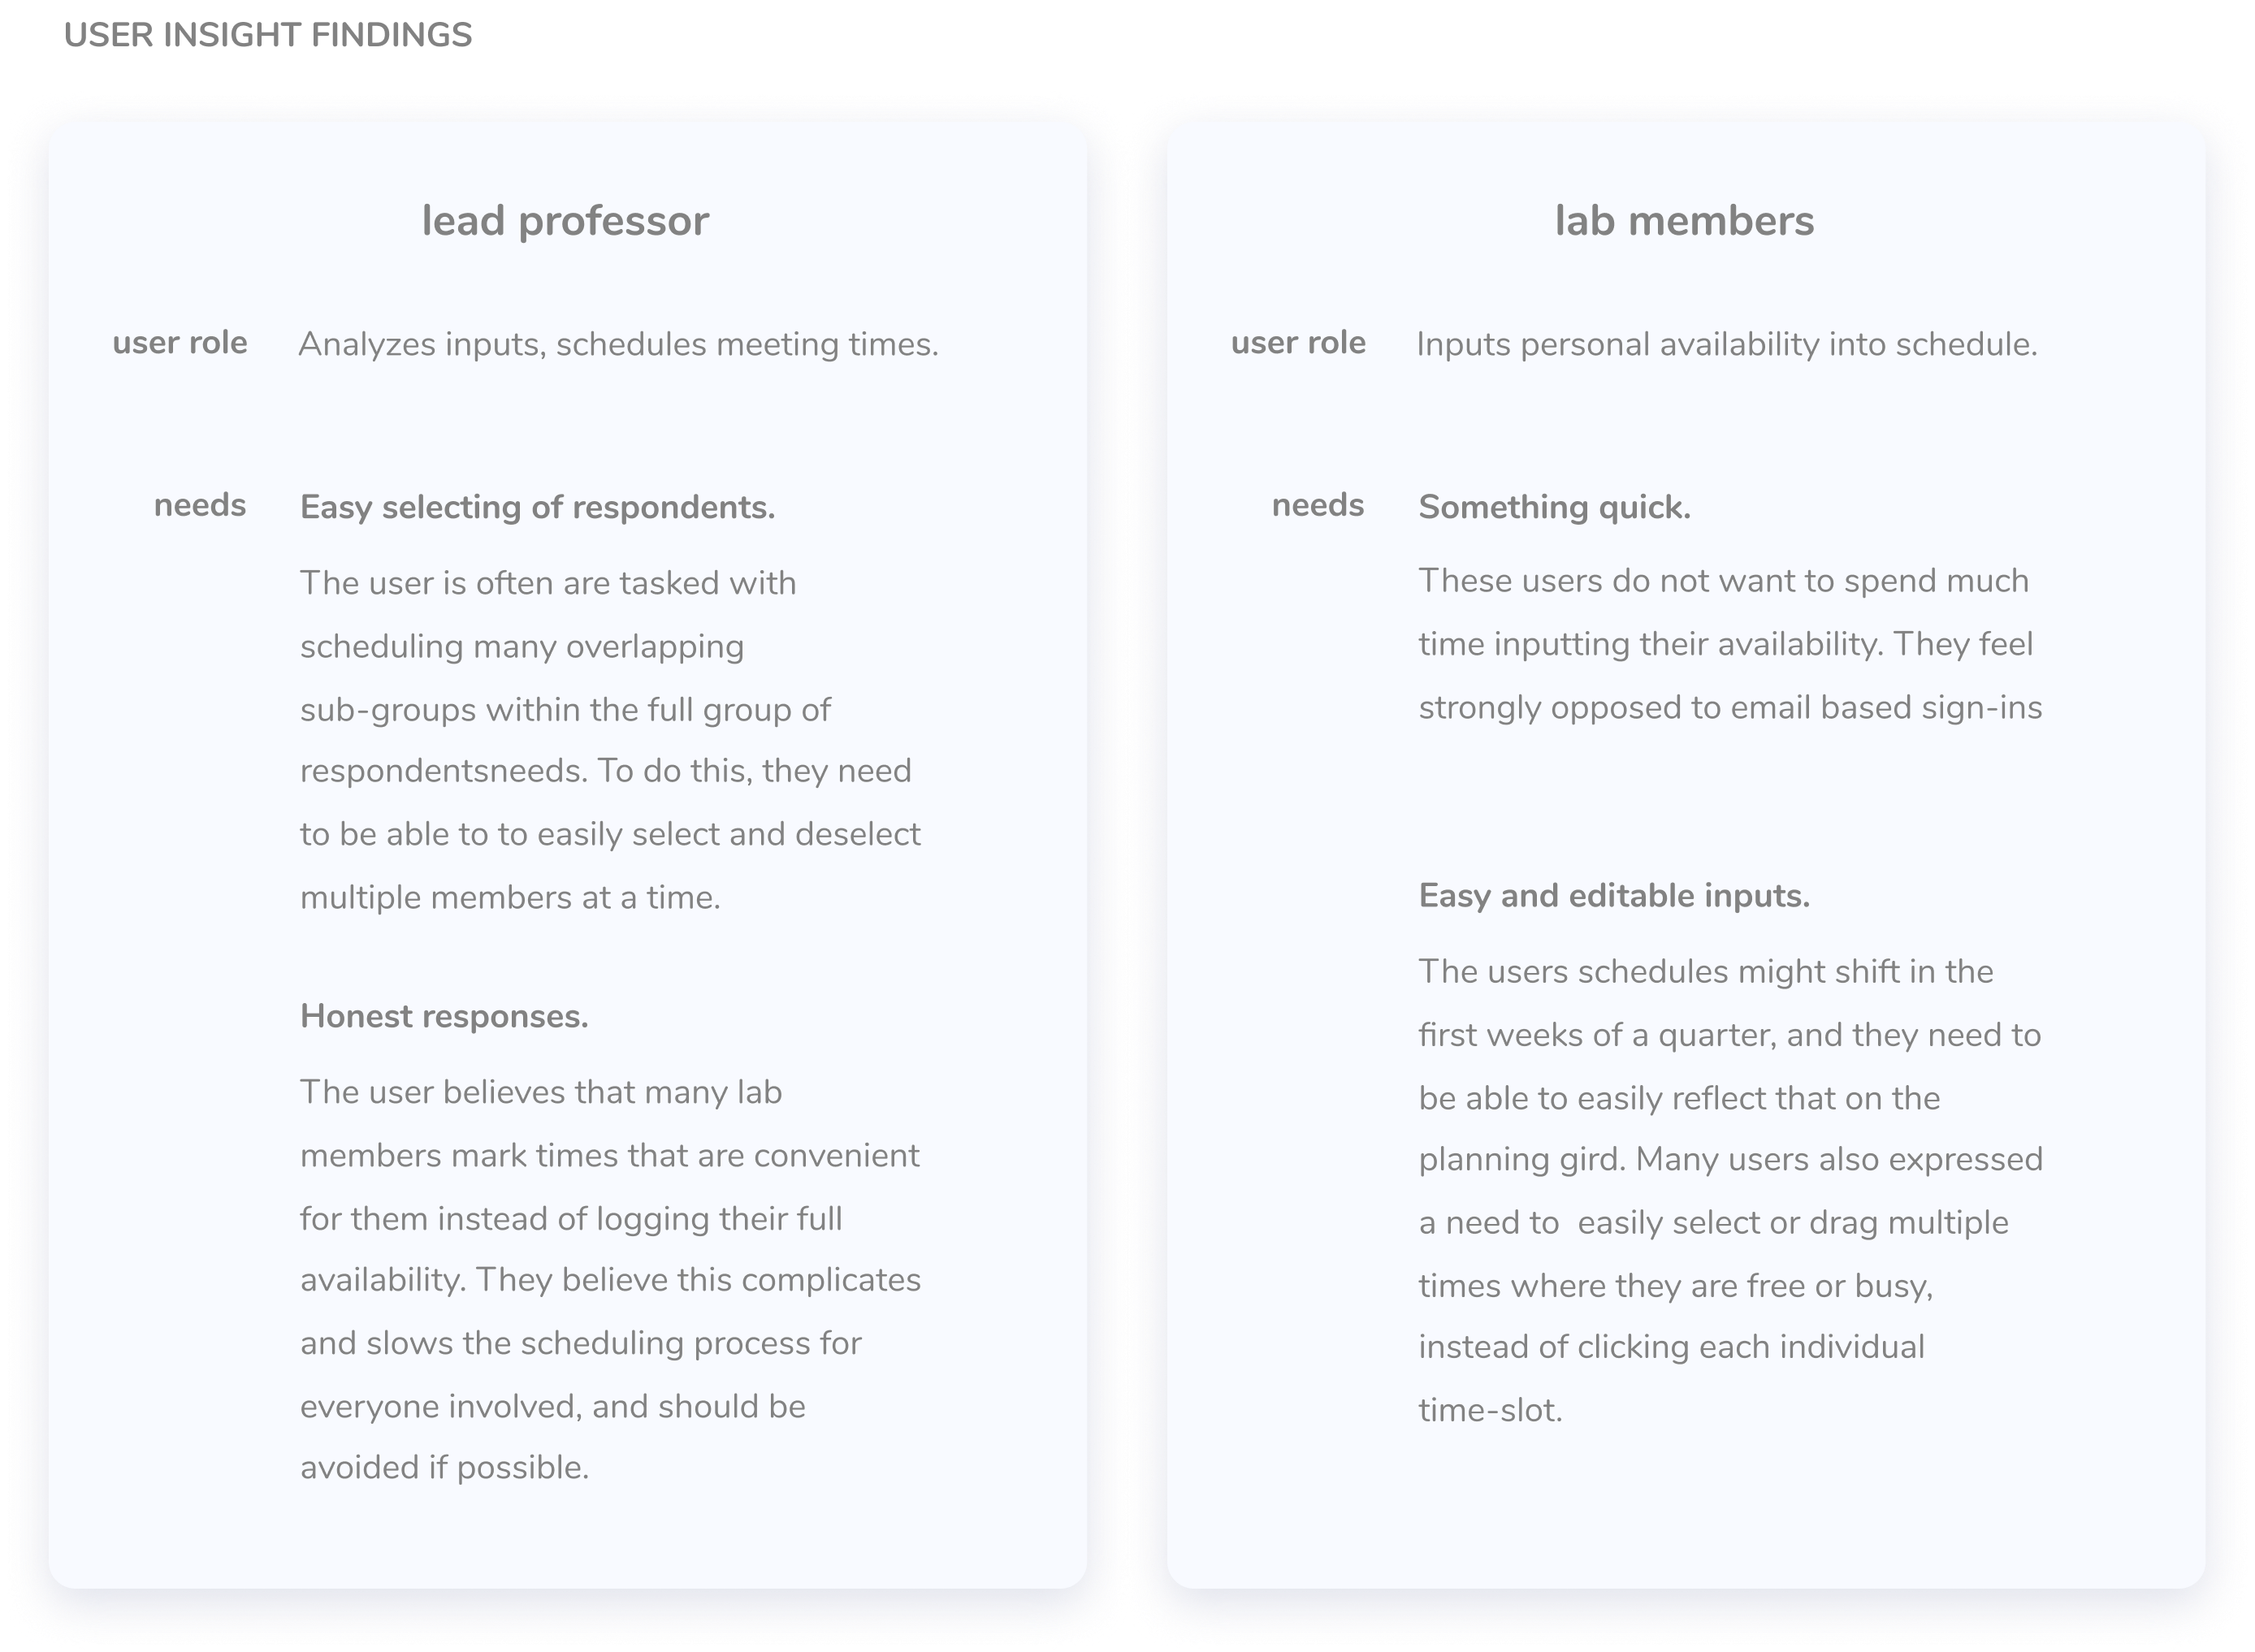 USER INSIGHT FINDINGS
lead professor
user role
Analyzes inputs, schedules meeting times.
needs
Easy selecting of respondents.
The user is often are tasked with
scheduling many overlapping
sub-groups within the full group of
respondentsneeds. To do this, they need
to be able to to easily select and deselect
multiple members at a time.
Honest responses.
The user believes that many lab
members mark times that are convenient
for them instead of logging their full
availability. They believe this complicates
and slows the scheduling process for
everyone involved, and should be
avoided if possible.
lab members
user role
Inputs personal availability into schedule.
needs
Something quick.
These users do not want to spend much
time inputting their availability. They feel
strongly opposed to email based sign-ins
Easy and editable inputs.
The users schedules might shift in the
first weeks of a quarter, and they need to
be able to easily reflect that on the
planning gird. Many users also expressed
a need to  easily select or drag multiple
times where they are free or busy,
instead of clicking each individual
time-slot.